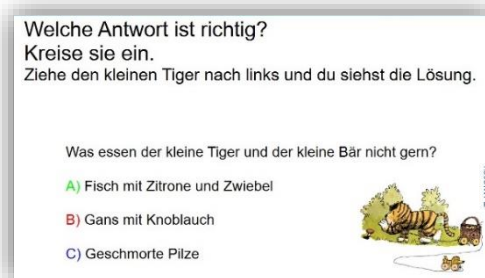 Welche Antwort ist richtig?
Kreise sie ein.
Ziehe den kleinen Tiger nach links und du siehst die Lösung.
Was essen der kleine Tiger und der kleine Bär nicht gern?
A) Fisch mit Zitrone und Zwiebel
B) Gans mit Knoblauch
C) Geschmorte Pilze